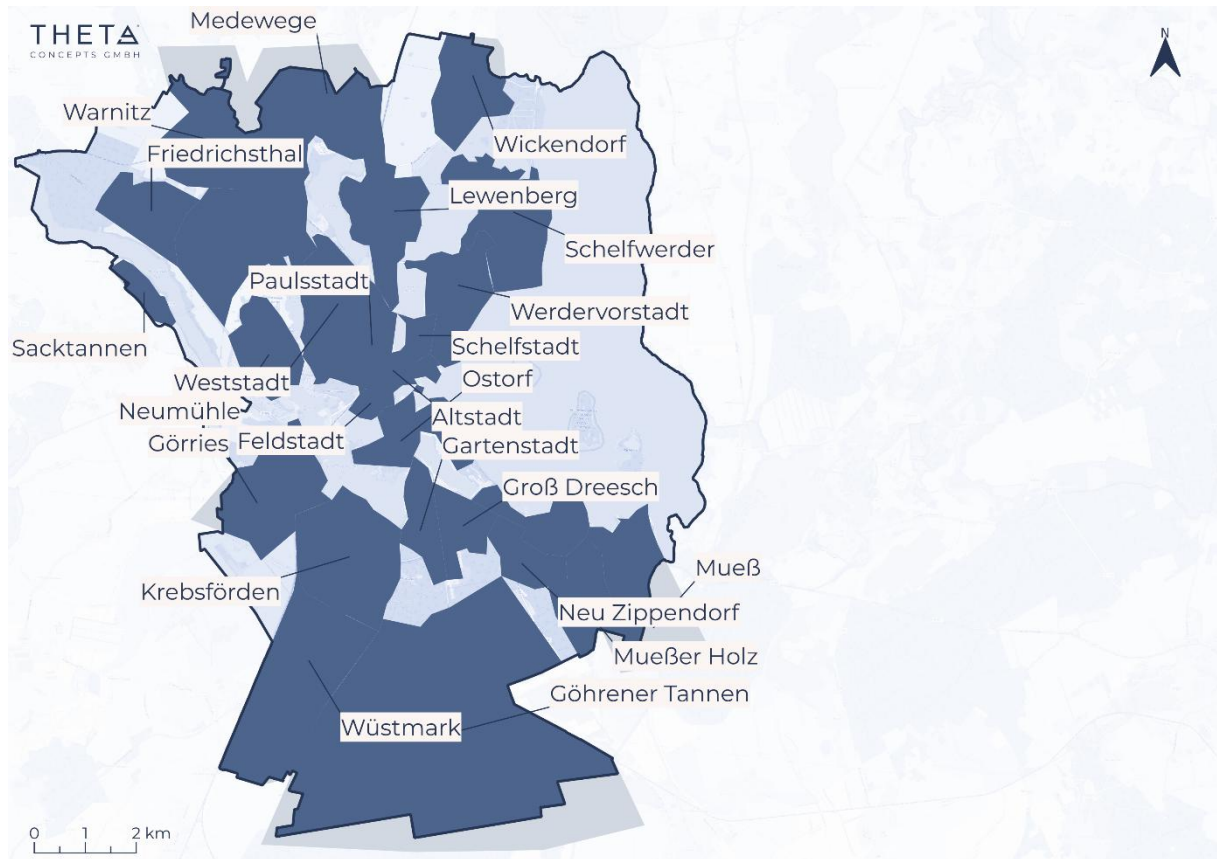 Medewege
THETA
CONCEPTS GMBH
N
Warnitz
Wickendorf
Friedrichsthal
Lewenberg
Schelfwerder
Paulsstadt
Werdervorstadt
Sacktannen
Schelfstadt
Weststadt
Ostorf
Neumühle
Altstadt
Görries
Feldstadt
Gartenstadt
Groß Dreesch
Mueß
Krebsförden
Neu Zippendorf
Mueßer Holz
Göhrener Tannen
Wüstmark
0 1 2 km